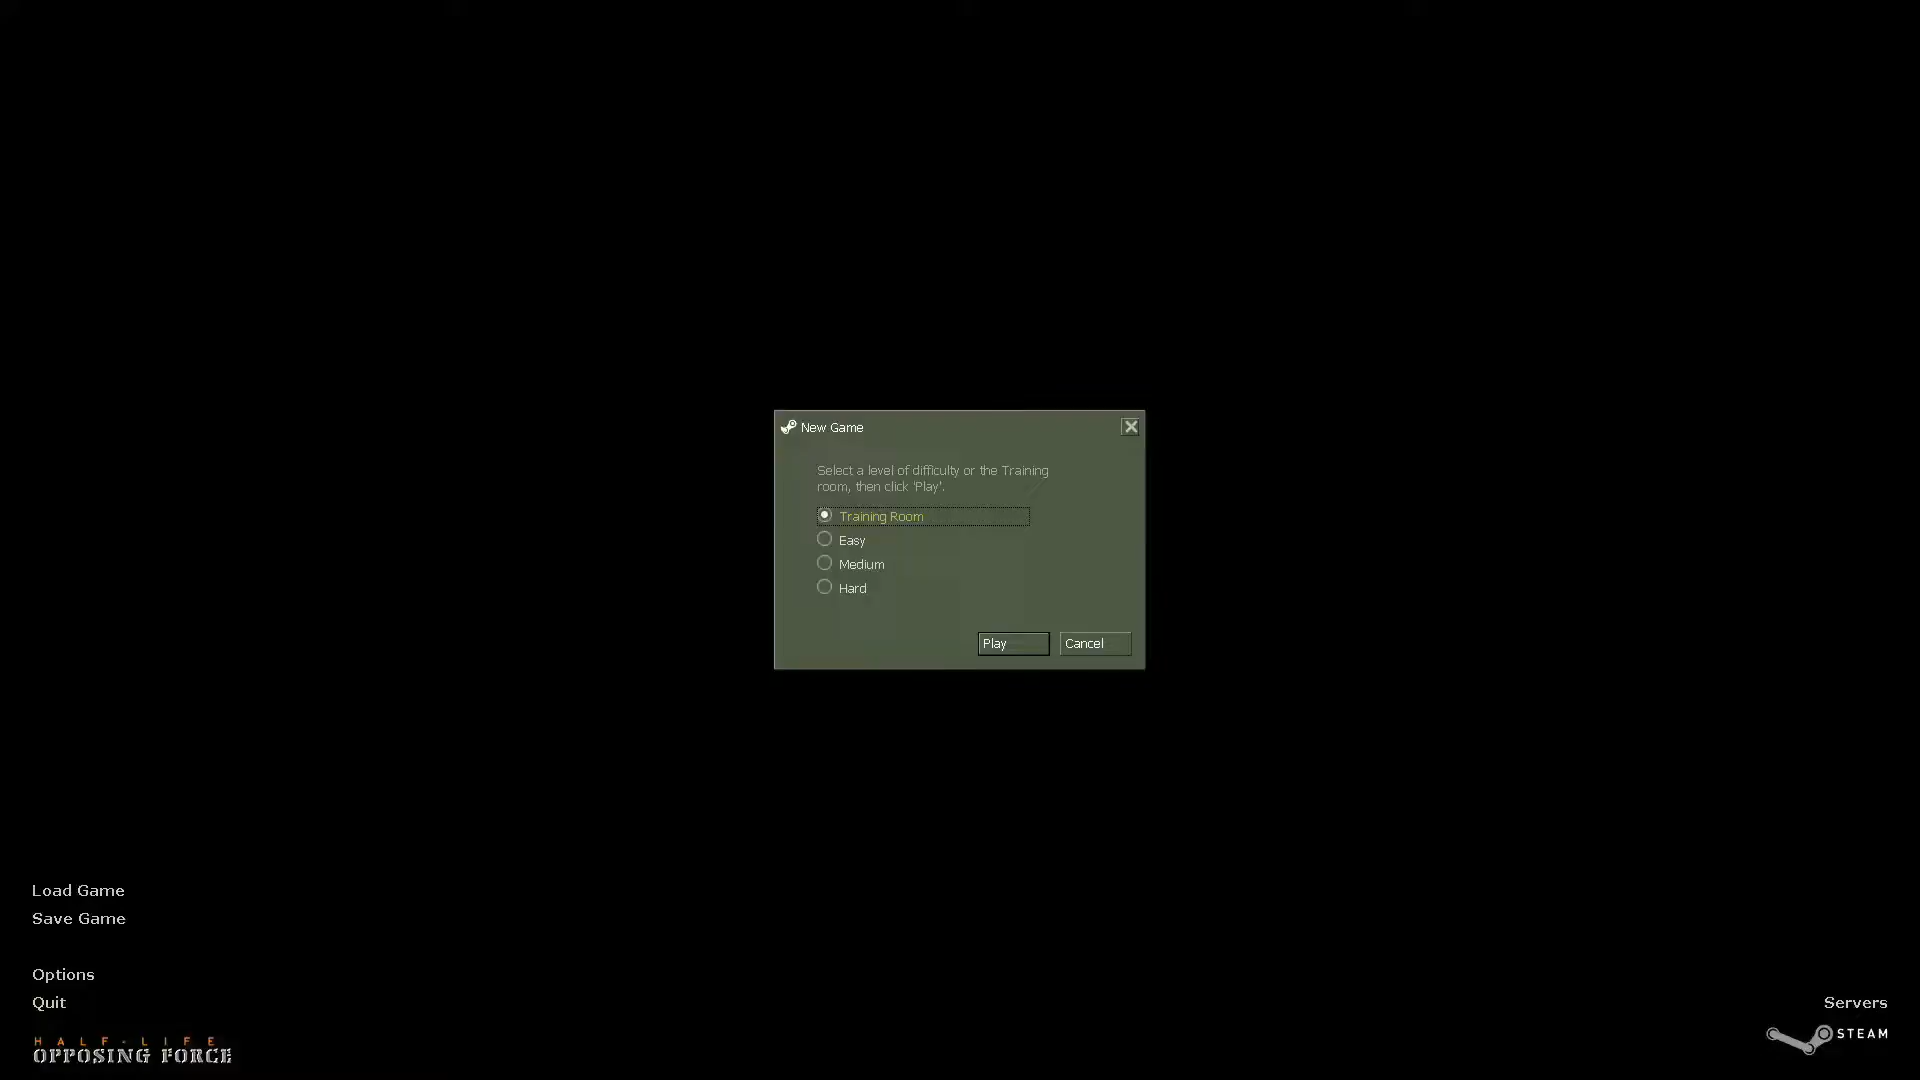 New Game
Select a level of difficulty or the Training
room, then click 'Play'.
Training Room
Easy
Medium
Hard
Play
Cancel
Load Game
Save Game
Options
Quit
Servers
HALF-LIFE
OPPOSING FORCE
STEAM